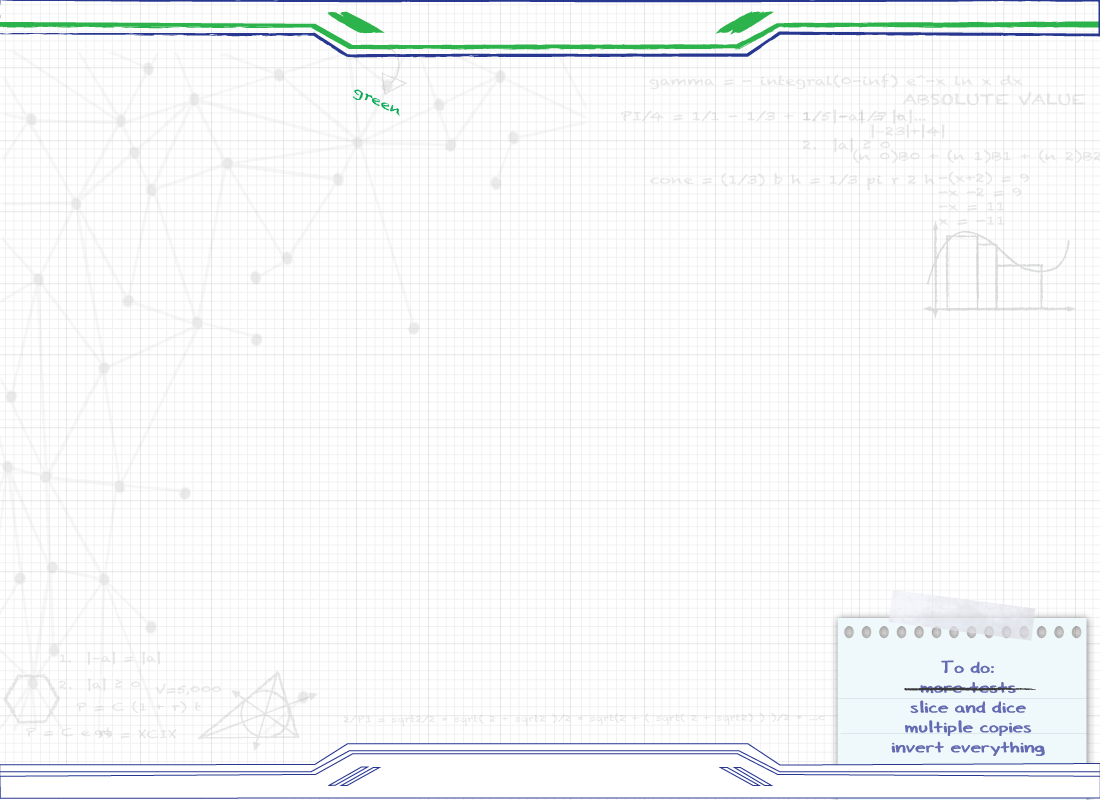 green
gamma = - integral(0-inf) e^-x ln x dx
ABSOLUTE VALUE
PI/4 = 1/1 - 1/3 + 1/5
|-a| = |a|
|-23|+|4|
2. |a| ≥ 0
(n 0)B0 + (n 1)B1 + (n 2)B2
cone = (1/3) b h = 1/3 pi r 2 h
-(x+2) = 9
-x -2 = 9
-x = 11
x = -11
1. |-a| = |a|
2. |a| ≥ 0
V=5,000
P = C (1 + r) t
P = C e
= XCIX
To do:
more tests
slice and dice
multiple copies
invert everything